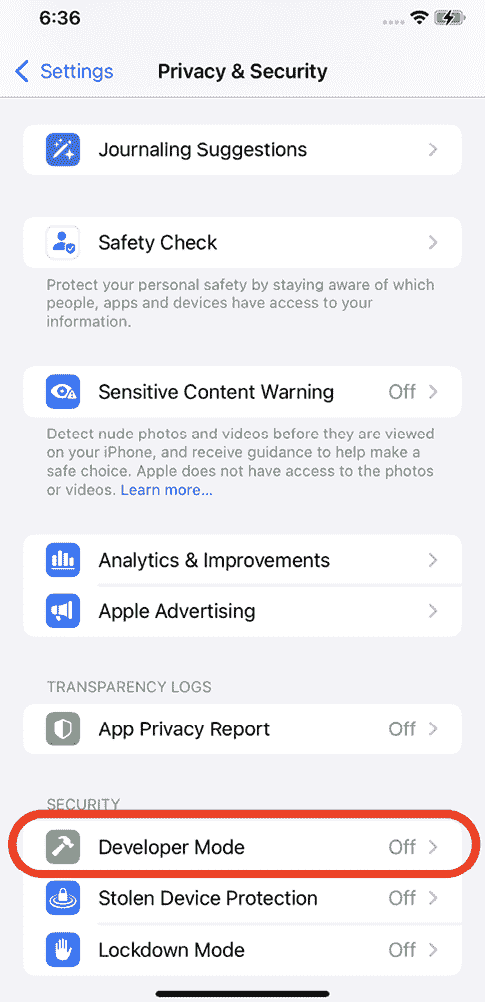 6:36
Settings
Privacy & Security
Journaling Suggestions
Safety Check
Protect your personal safety by staying aware of which
people, apps and devices have access to your
information.
Sensitive Content Warning Off
Detect nude photos and videos before they are viewed
on your iPhone, and receive guidance to help make a
safe choice. Apple does not have access to the photos
or videos. Learn more...
Analytics & Improvements
Apple Advertising
TRANSPARENCY LOGS
App Privacy Report Off
SECURITY
Developer Mode Off
Stolen Device Protection Off
Lockdown Mode Off